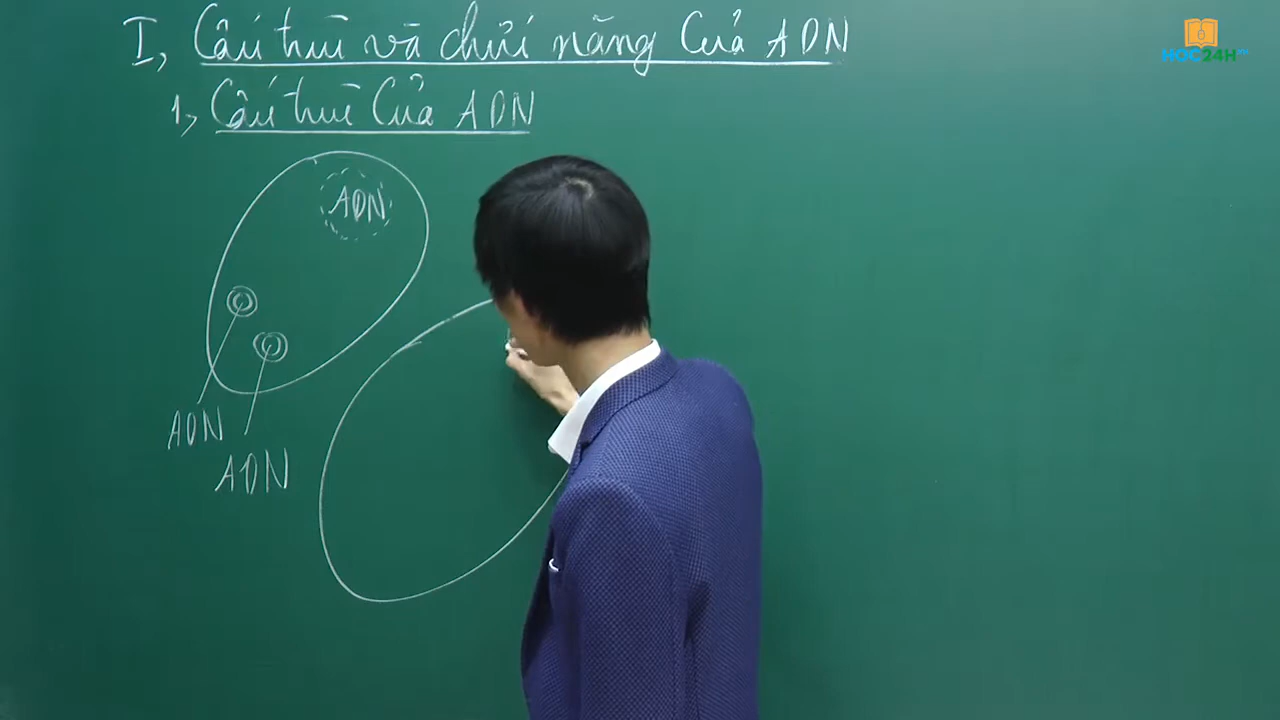 I, Cấu trúc và chức năng Của ADN
1, Cấu trúc Của ADN
ADN
ADN
ADN
HOC24H